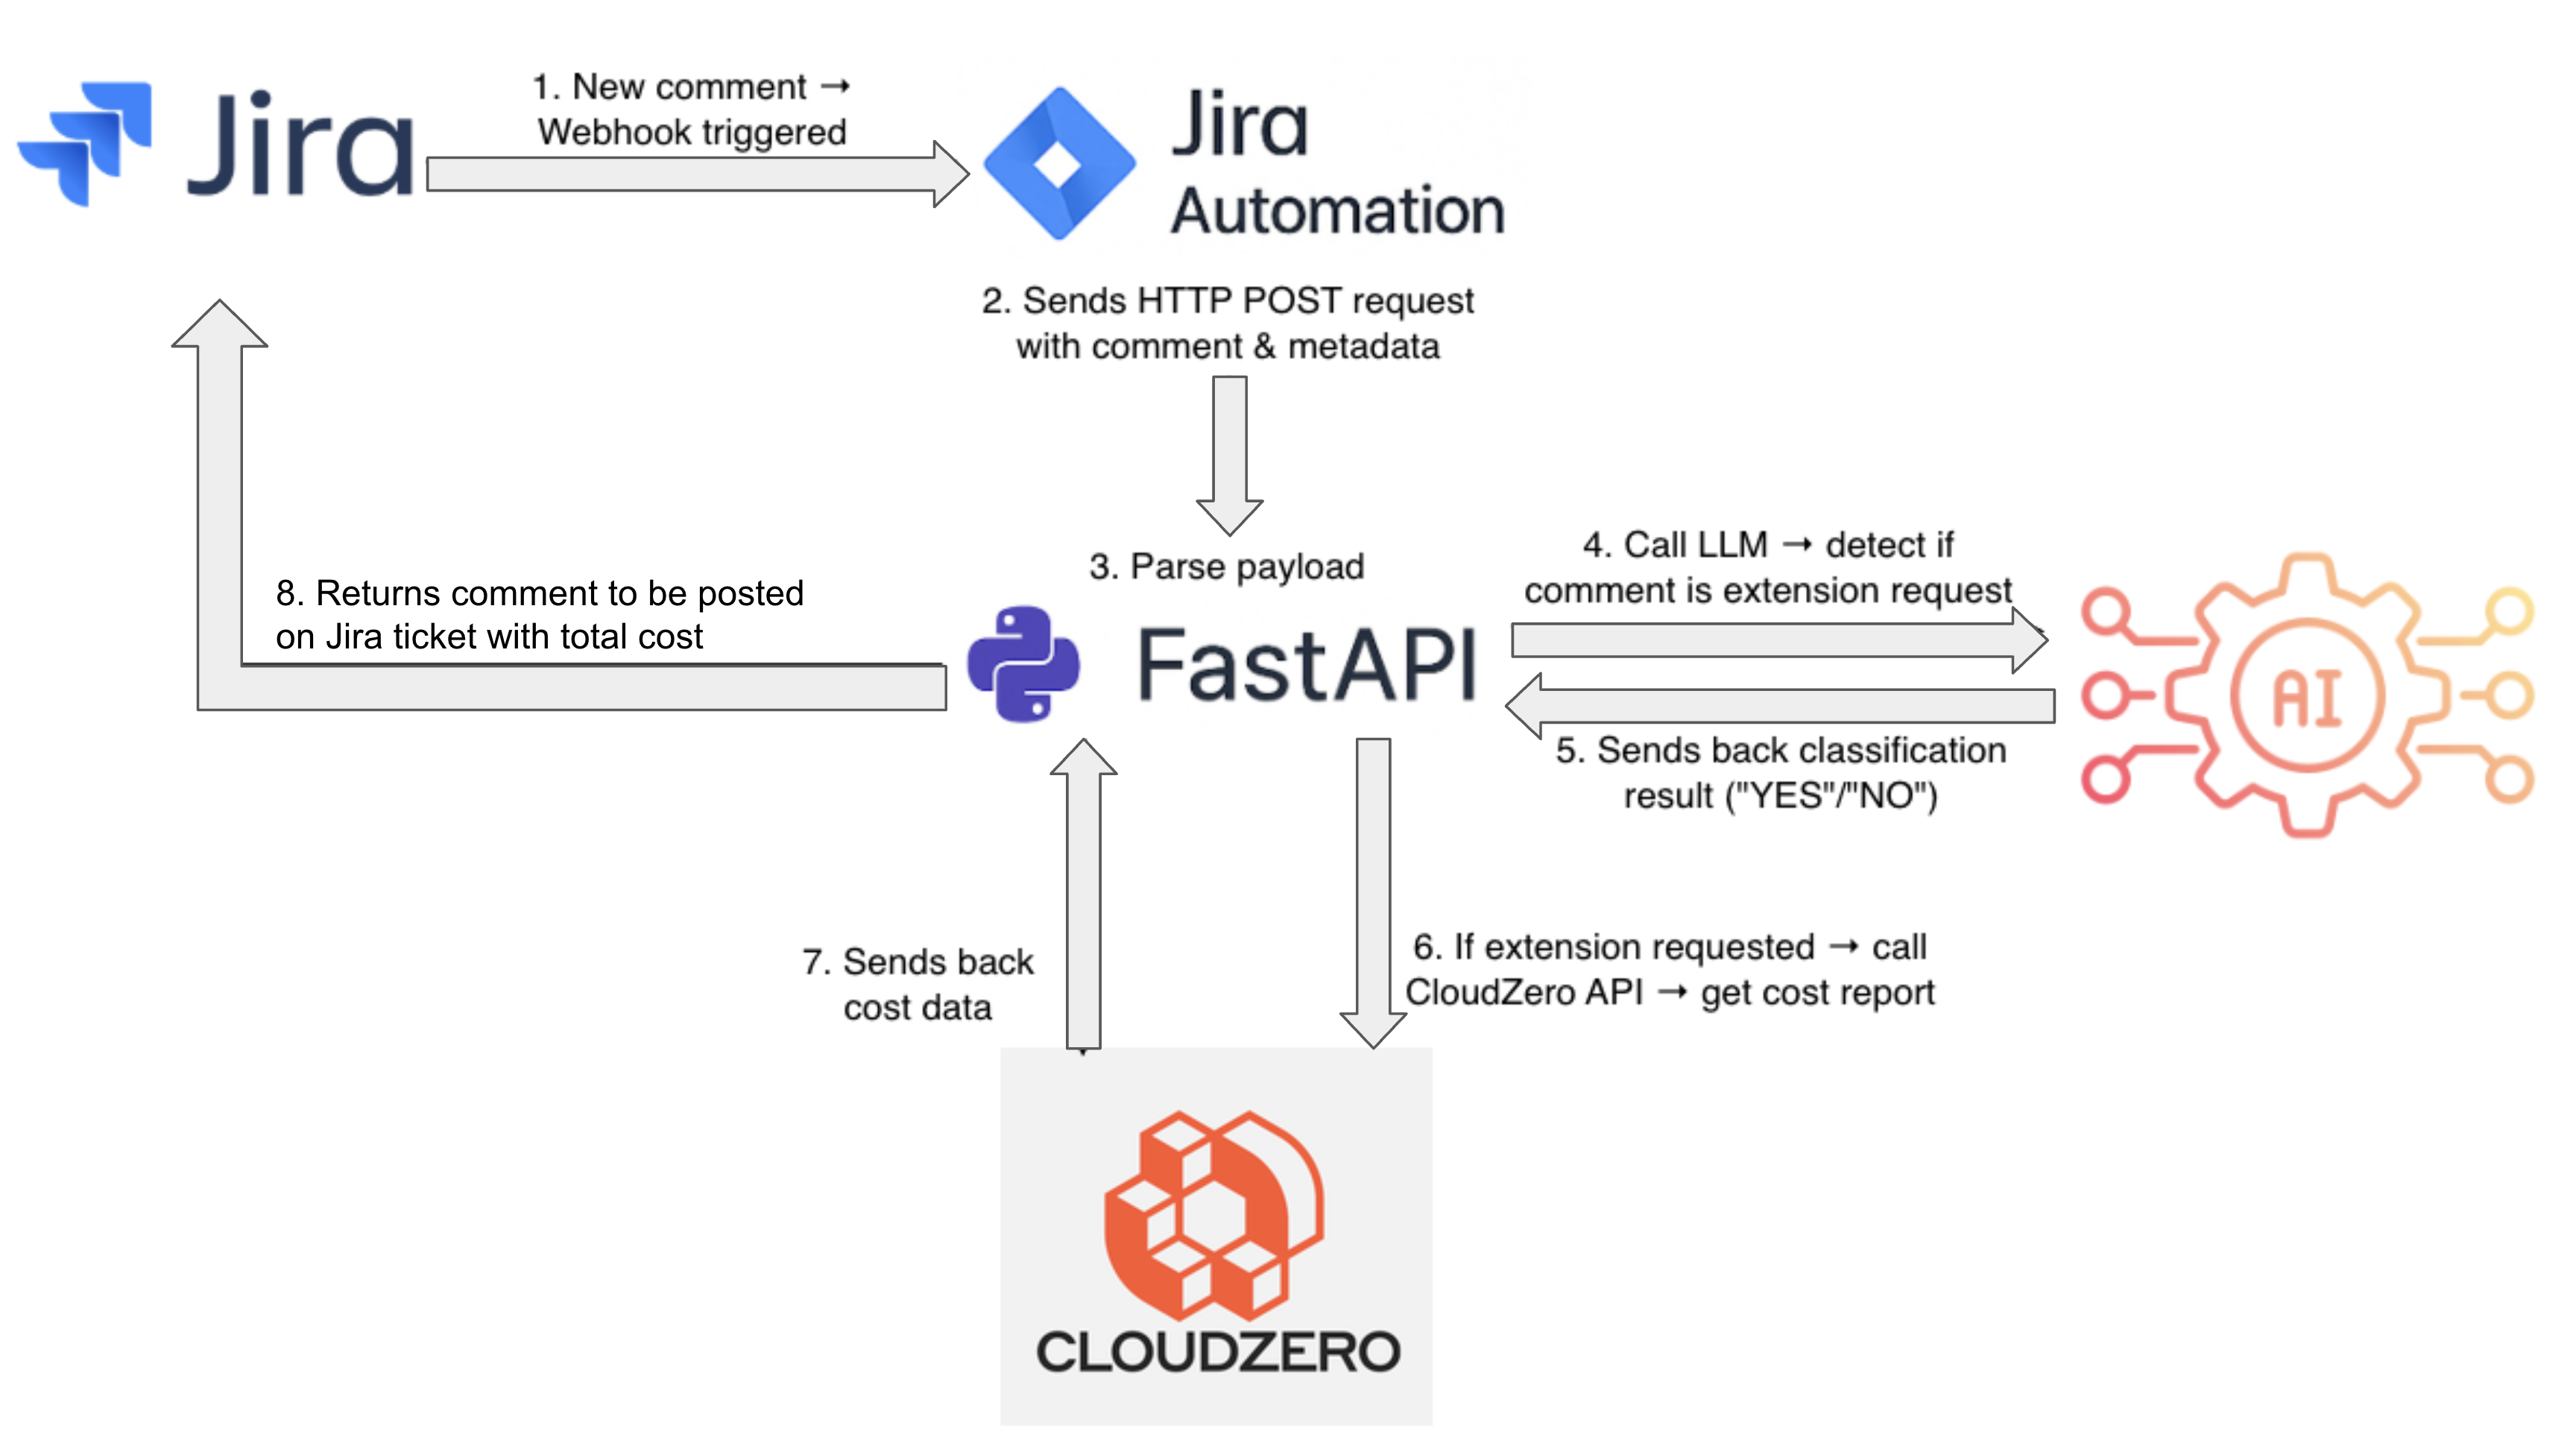 Jira
1. New comment →
Webhook triggered
Jira
Automation
2. Sends HTTP POST request
with comment & metadata
3. Parse payload
FastAPI
4. Call LLM → detect if
comment is extension request
AI
5. Sends back classification
result ("YES"/"NO")
6. If extension requested → call
CloudZero API → get cost report
7. Sends back
cost data
8. Returns comment to be posted
on Jira ticket with total cost
CLOUDZERO